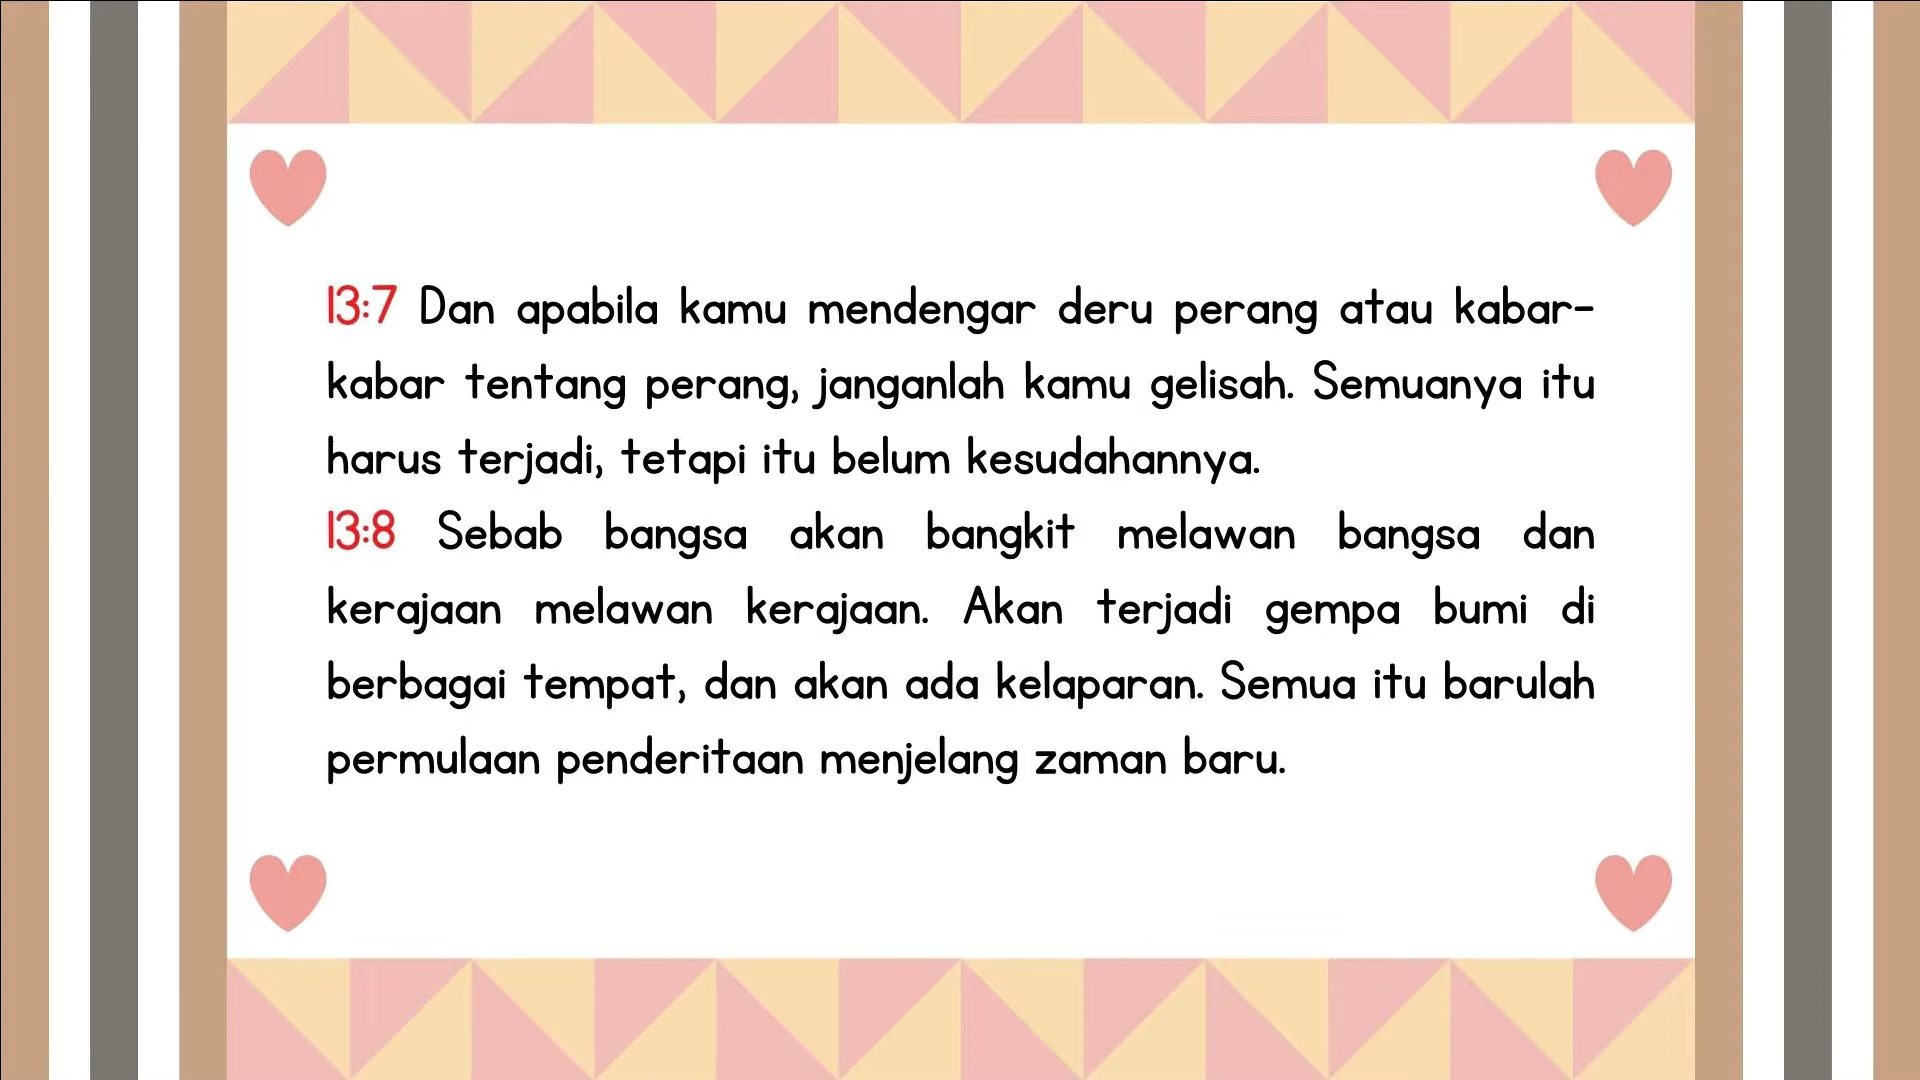 13:7 Dan apabila kamu mendengar deru perang atau kabar-
kabar tentang perang, janganlah kamu gelisah. Semuanya itu
harus terjadi, tetapi itu belum kesudahannya.
13:8 Sebab bangsa akan bangkit melawan bangsa dan
kerajaan melawan kerajaan. Akan terjadi gempa bumi di
berbagai tempat, dan akan ada kelaparan. Semua itu barulah
permulaan penderitaan menjelang zaman baru.